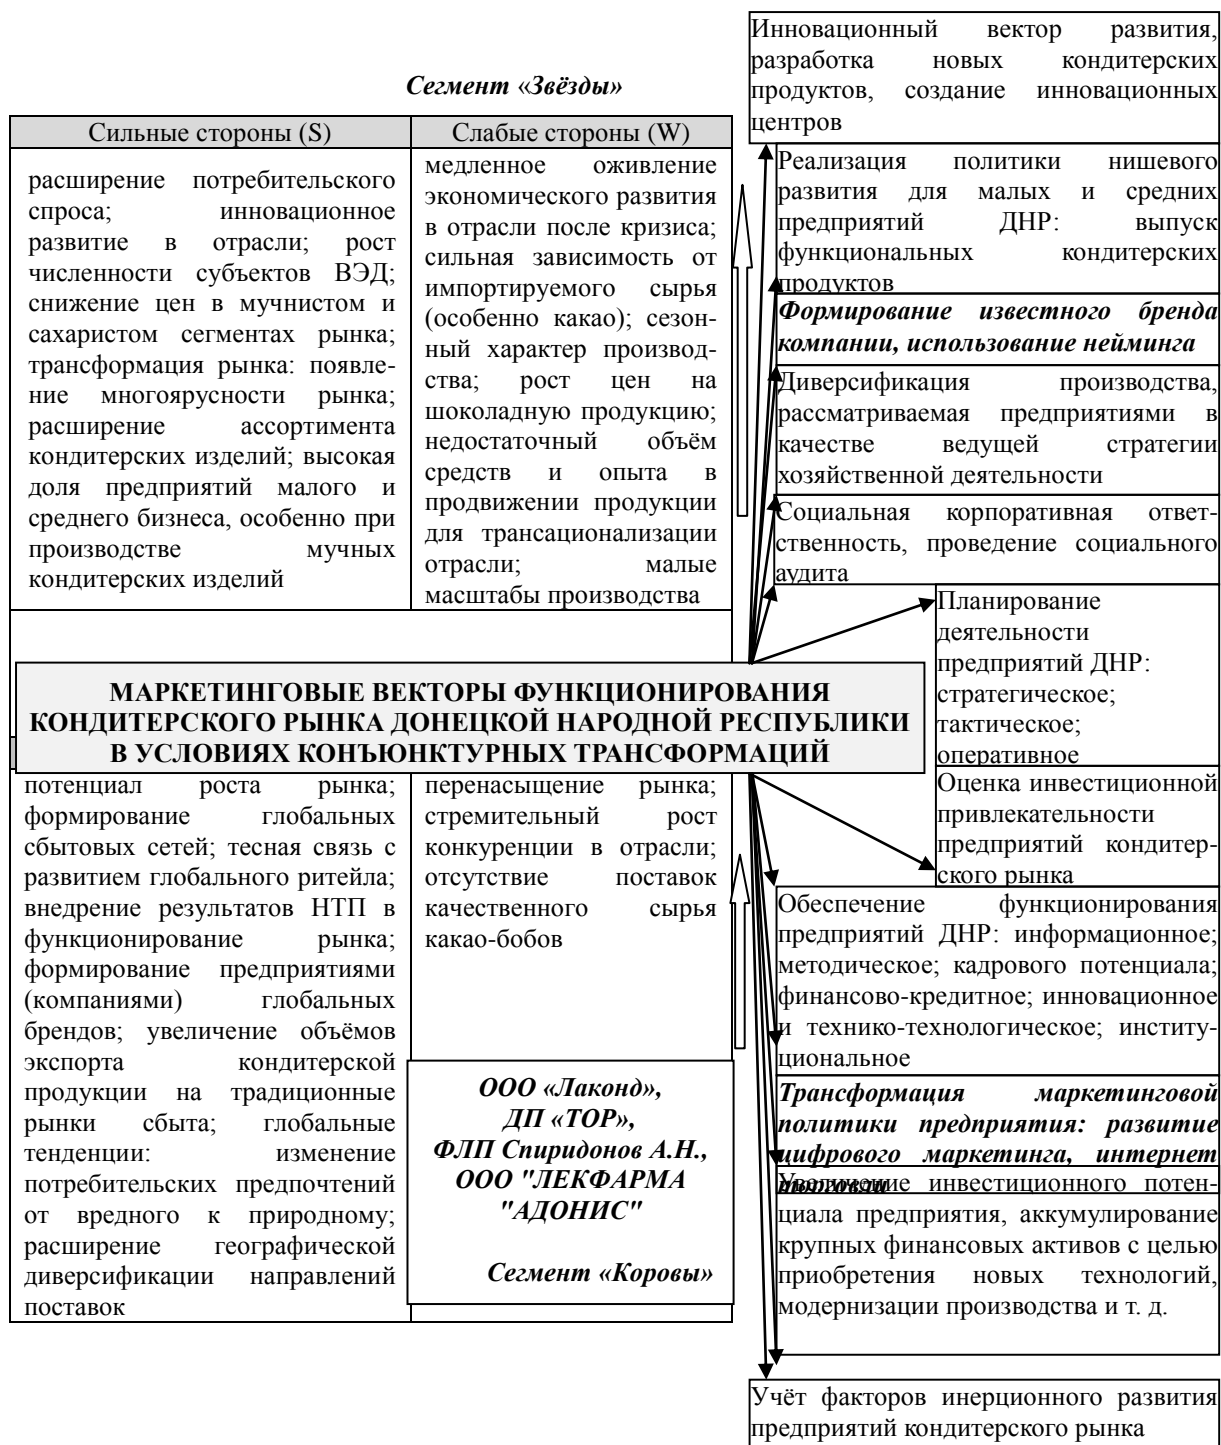 Сегмент «Звёзды»
Сильные стороны (S)
расширение потребительского
спроса; инновационное
развитие в отрасли; рост
численности субъектов ВЭД;
снижение цен в мучнистом и
сахаристом сегментах рынка;
трансформация рынка: появле-
ние многоярусности рынка;
расширение ассортимента
кондитерских изделий; высокая
доля предприятий малого и
среднего бизнеса, особенно при
производстве мучных
кондитерских изделий
Слабые стороны (W)
медленное оживление
экономического развития
в отрасли после кризиса;
сильная зависимость от
импортируемого сырья
(особенно какао); сезон-
ный характер производ-
ства; рост цен на
шоколадную продукцию;
недостаточный объём
средств и опыта в
продвижении продукции
для трансационализации
отрасли; малые
масштабы производства
МАРКЕТИНГОВЫЕ ВЕКТОРЫ ФУНКЦИОНИРОВАНИЯ
КОНДИТЕРСКОГО РЫНКА ДОНЕЦКОЙ НАРОДНОЙ РЕСПУБЛИКИ
В УСЛОВИЯХ КОНЪЮНКТУРНЫХ ТРАНСФОРМАЦИЙ
потенциал роста рынка;
формирование глобальных
сбытовых сетей; тесная связь с
развитием глобального ритейла;
внедрение результатов НТП в
функционирование рынка;
формирование предприятиями
(компаниями) глобальных
брендов; увеличение объёмов
экспорта кондитерской
продукции на традиционные
рынки сбыта; глобальные
тенденции: изменение
потребительских предпочтений
от вредного к природному;
расширение географической
диверсификации направлений
поставок
перенасыщение рынка;
стремительный рост
конкуренции в отрасли;
отсутствие поставок
качественного сырья
какао-бобов
ООО «Лаконд»,
ДП «ТОР»,
ФЛП Спиридонов А.Н.,
ООО "ЛЕКФАРМА
"АДОНИС"
Сегмент «Коровы»
Инновационный вектор развития,
разработка новых кондитерских
продуктов, создание инновационных
центров
Реализация политики нишевого
развития для малых и средних
предприятий ДНР: выпуск
функциональных кондитерских
продуктов
Формирование известного бренда
компании, использование нейминга
Диверсификация производства,
рассматриваемая предприятиями в
качестве ведущей стратегии
хозяйственной деятельности
Социальная корпоративная ответ-
ственность, проведение социального
аудита
Планирование
деятельности
предприятий ДНР:
стратегическое;
тактическое;
оперативное
Оценка инвестиционной
привлекательности
предприятий кондитер-
ского рынка
Обеспечение функционирования
предприятий ДНР: информационное;
методическое; кадрового потенциала;
финансово-кредитное; инновационное
и технико-технологическое; институ-
циональное
Трансформация маркетинговой
политики предприятия: развитие
цифрового маркетинга, интернет
торговли
Увеличение инвестиционного потен-
циала предприятия, аккумулирование
крупных финансовых активов с целью
приобретения новых технологий,
модернизации производства и т. д.
Учёт факторов инерционного развития
предприятий кондитерского рынка